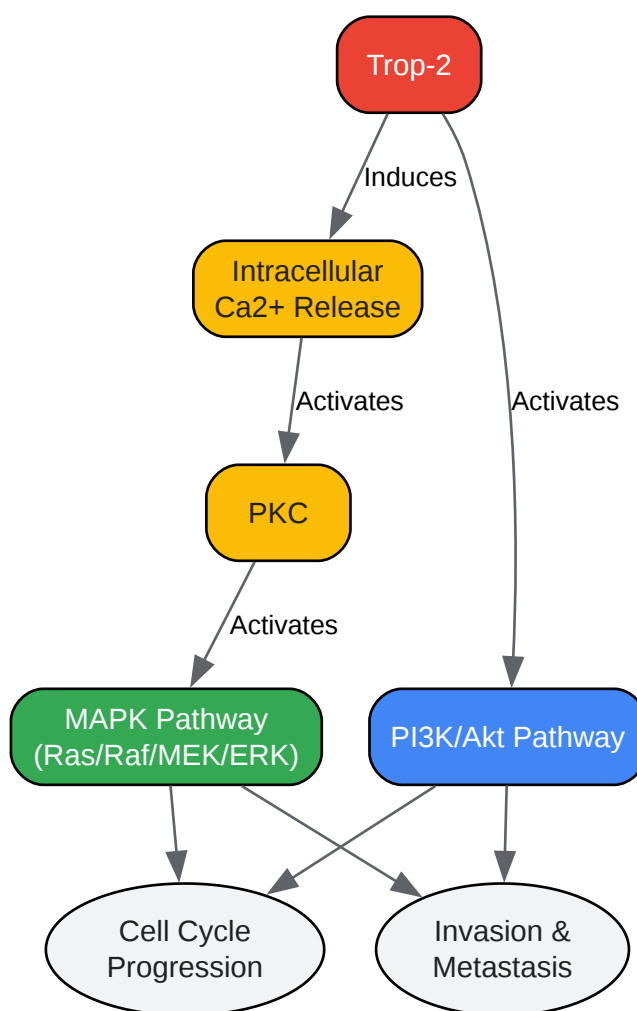 Trop-2
Induces
Intracellular
Ca2+ Release
Activates
Activates
PKC
Activates
MAPK Pathway
(Ras/Raf/MEK/ERK)
PI3K/Akt Pathway
Cell Cycle
Progression
Invasion &
Metastasis